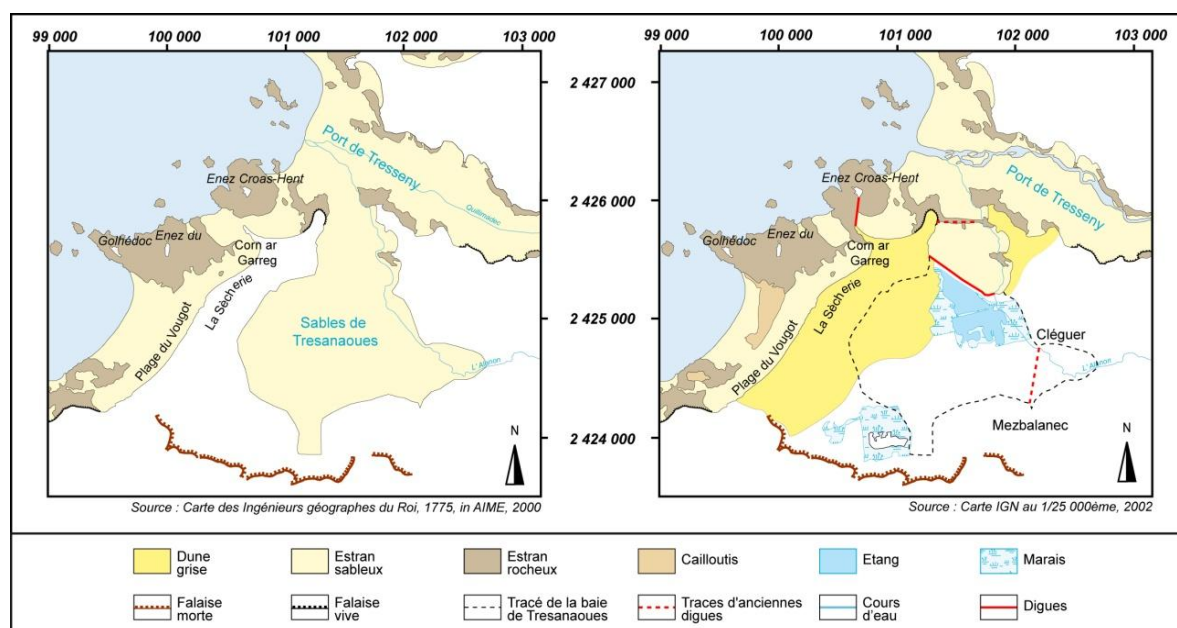 99 000 100 000 101 000 102 000 103 000
99 000 100 000 101 000 102 000 103 000
2 427 000
2 426 000
2 425 000
2 424 000
Port de Tresseny
Quillimadec
Enez Croas-Hent
Golhédoc
Enez du
Corn ar
Garreg
La Sècherie
Plage du Vougot
Sables de
Tresanaoues
L'Alanon
N
Source : Carte des Ingénieurs géographes du Roi, 1775, in AIME, 2000
Port de Tresseny
Enez Croas-Hent
Golhédoc
Enez du
Corn ar
Garreg
La Sècherie
Plage du Vougot
Cléguer
L'Alanon
Mezbalanec
N
Source : Carte IGN au 1/25 000ème, 2002
Dune
grise
Estran
sableux
Estran
rocheux
Cailloutis
Etang
Marais
Falaise
morte
Falaise
vive
Tracé de la baie
de Tresanaoues
Traces d'anciennes
digues
Cours
d'eau
Digues